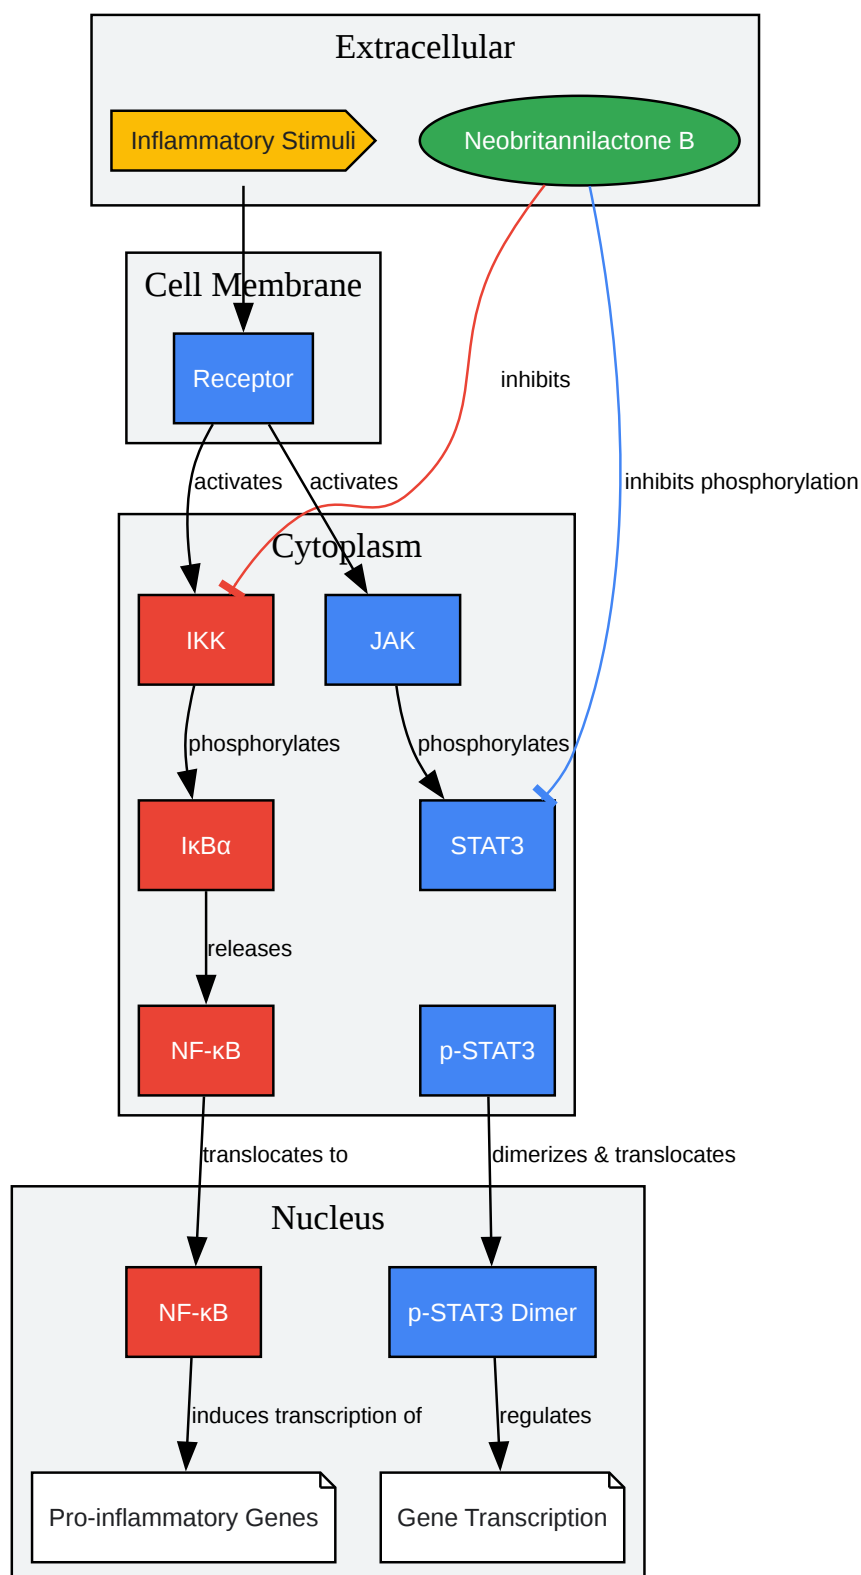 Extracellular
Inflammatory Stimuli
Neobritannilactone B
Cell Membrane
Receptor
inhibits
activates
activates
inhibits phosphorylation
Cytoplasm
IKK
JAK
phosphorylates
phosphorylates
IκBα
STAT3
releases
NF-κB
p-STAT3
translocates to
dimerizes & translocates
Nucleus
NF-κB
p-STAT3 Dimer
induces transcription of
regulates
Pro-inflammatory Genes
Gene Transcription